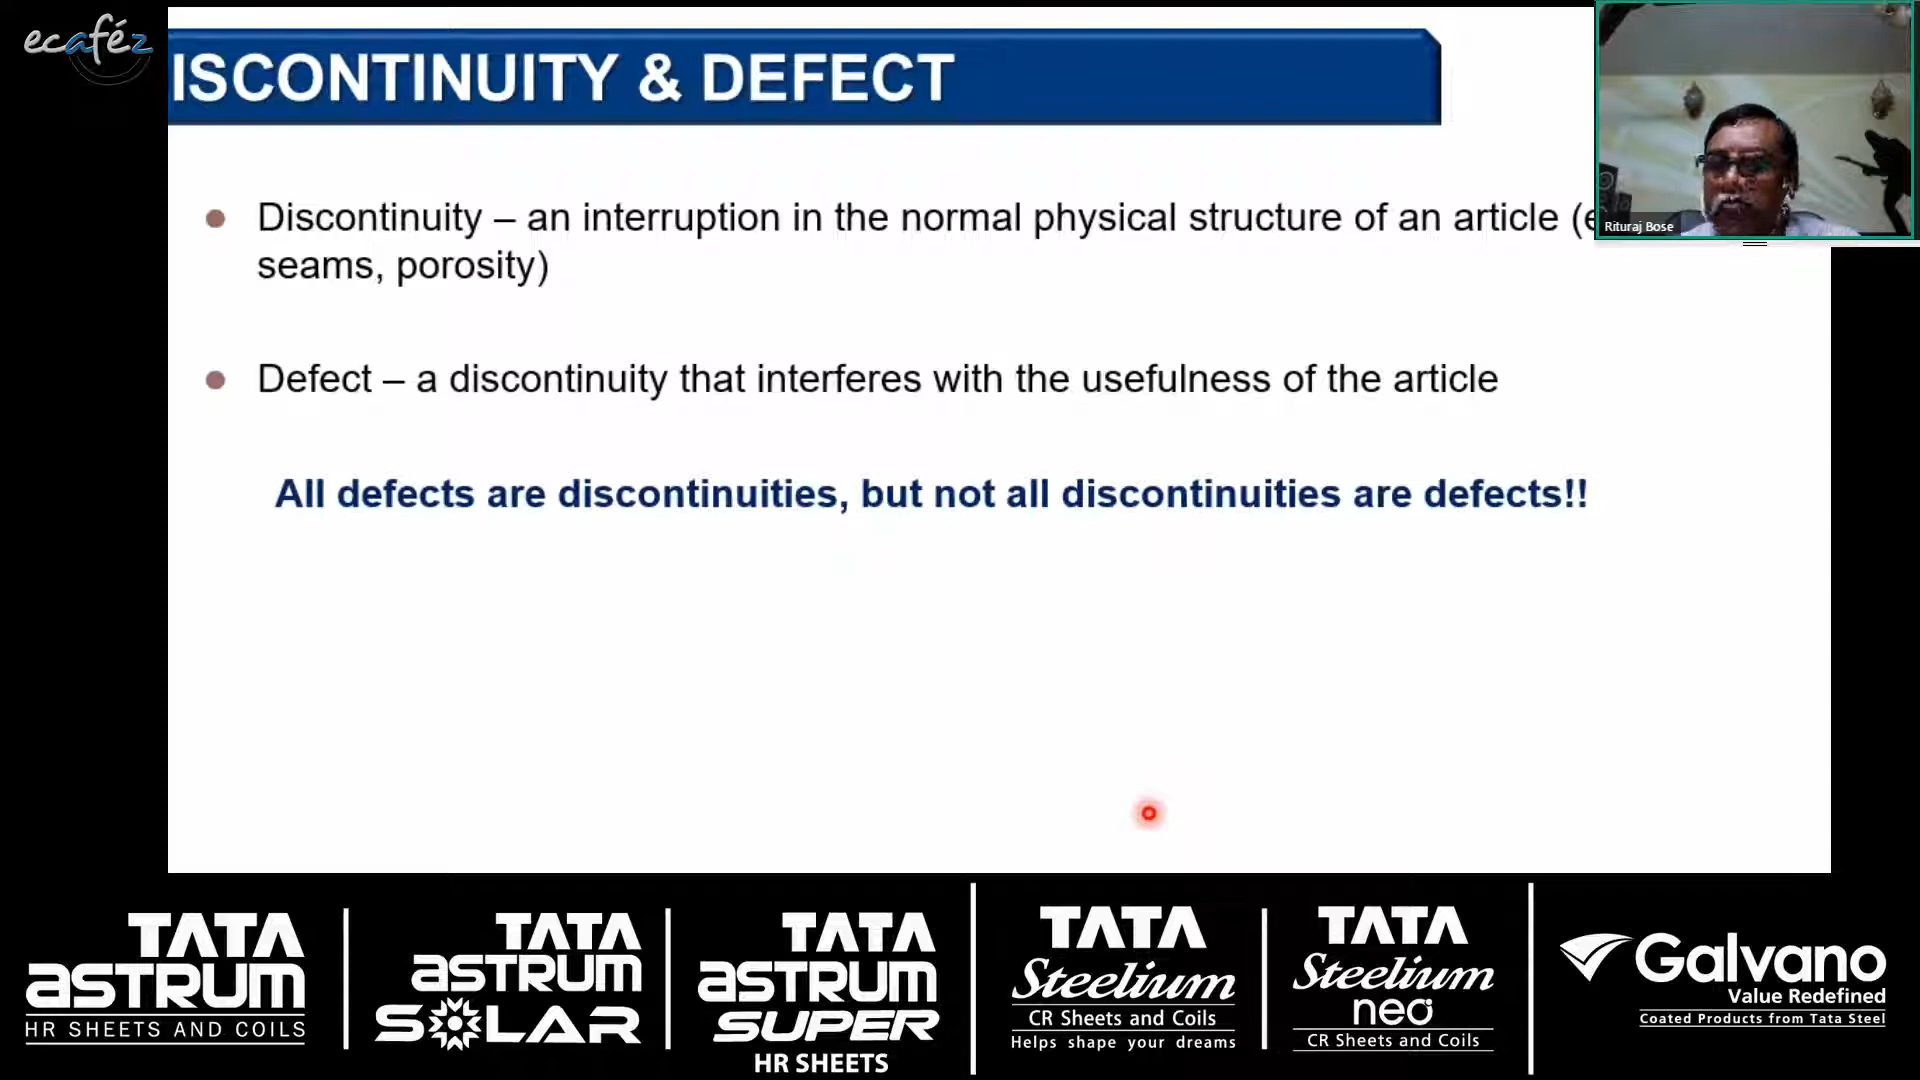 ecaféz
ISCONTINUITY & DEFECT
Discontinuity – an interruption in the normal physical structure of an article (e
seams, porosity)
Defect – a discontinuity that interferes with the usefulness of the article
All defects are discontinuities, but not all discontinuities are defects!!
Rituraj Bose
TATA
ASTRUM
HR SHEETS AND COILS
TATA
ASTRUM
SOLAR
TATA
ASTRUM
SUPER
HR SHEETS
TATA
Steelium
CR Sheets and Coils
Helps shape your dreams
TATA
Steelium
neo
CR Sheets and Coils
Galvano
Value Redefined
Coated Products from Tata Steel